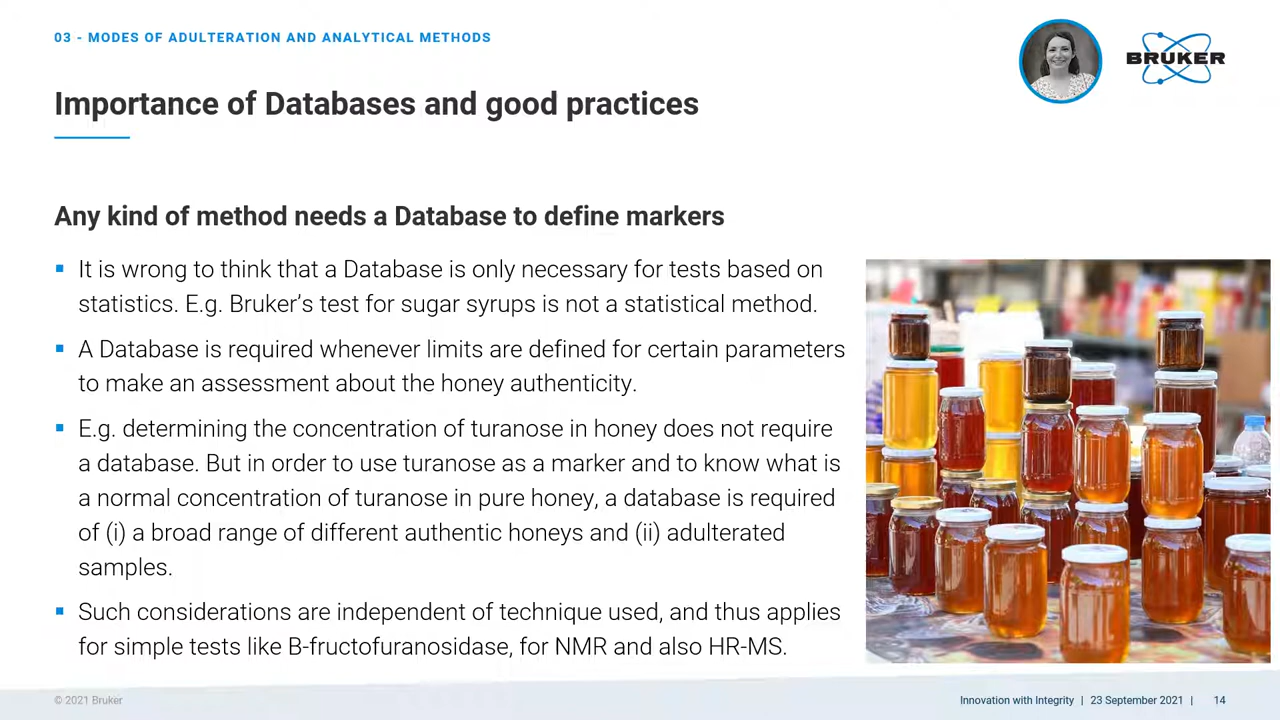 03 - MODES OF ADULTERATION AND ANALYTICAL METHODS
BRUKER
Importance of Databases and good practices
Any kind of method needs a Database to define markers
▪ It is wrong to think that a Database is only necessary for tests based on
statistics. E.g. Bruker’s test for sugar syrups is not a statistical method.
▪ A Database is required whenever limits are defined for certain parameters
to make an assessment about the honey authenticity.
▪ E.g. determining the concentration of turanose in honey does not require
a database. But in order to use turanose as a marker and to know what is
a normal concentration of turanose in pure honey, a database is required
of (i) a broad range of different authentic honeys and (ii) adulterated
samples.
▪ Such considerations are independent of technique used, and thus applies
for simple tests like B-fructofuranosidase, for NMR and also HR-MS.
© 2021 Bruker
Innovation with Integrity | 23 September 2021 | 14